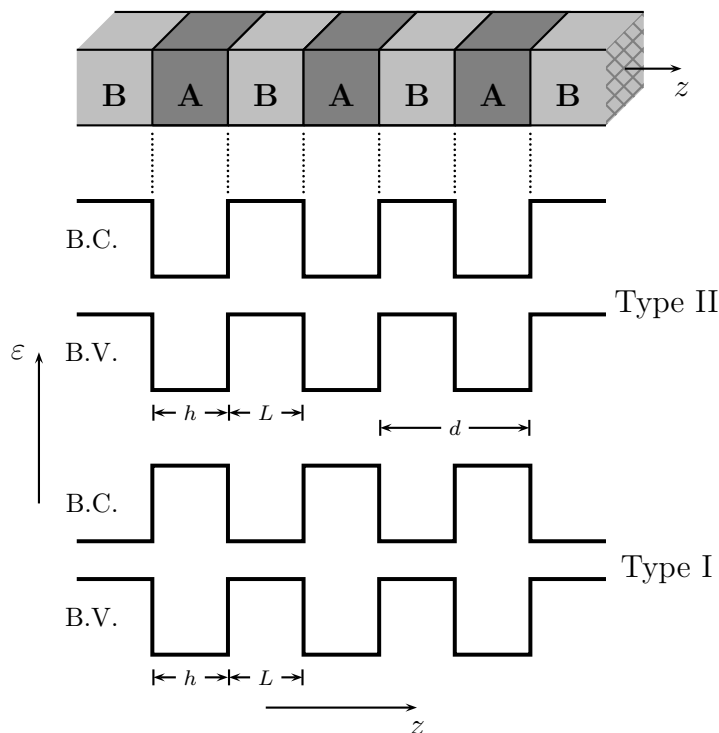 B A B A B A B
z
B.C.
Type II
B.V.
ε
h L d
B.C.
Type I
B.V.
h L
z